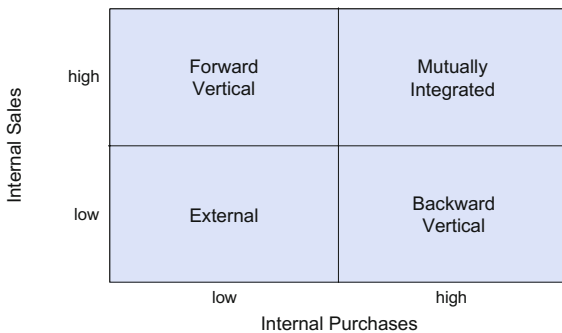 Internal Sales
high
Forward
Vertical
Mutually
Integrated
low
External
Backward
Vertical
low
high
Internal Purchases